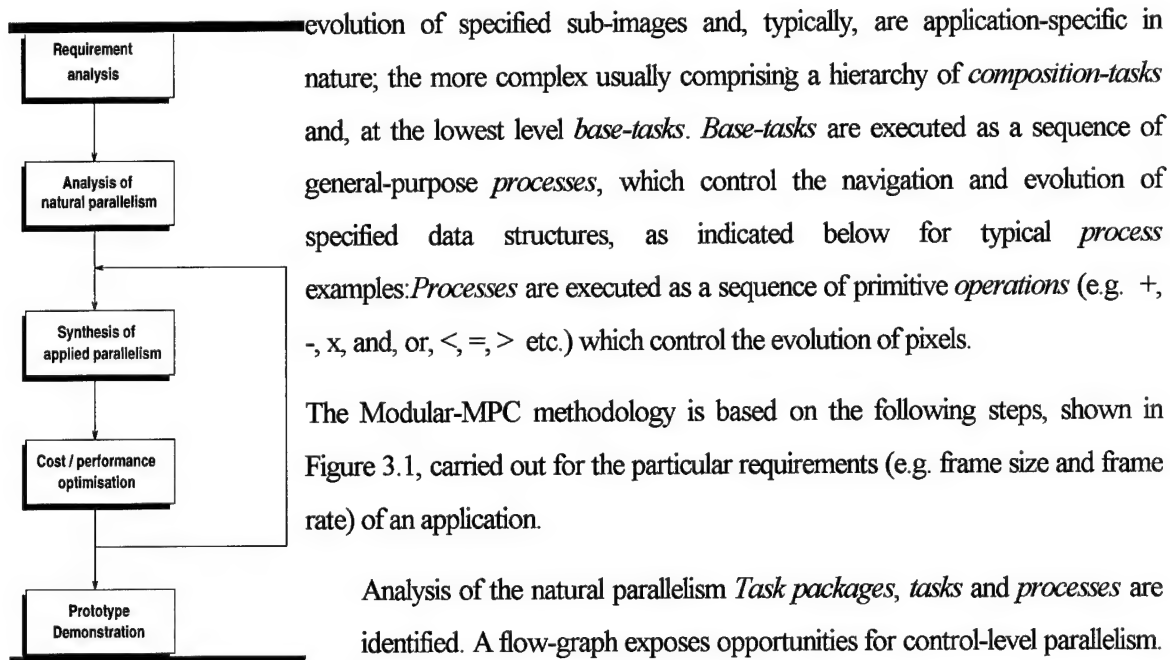 Requirement
analysis
Analysis of
natural parallelism
Synthesis of
applied parallelism
Cost / performance
optimisation
Prototype
Demonstration
evolution of specified sub-images and, typically, are application-specific in
nature; the more complex usually comprising a hierarchy of composition-tasks
and, at the lowest level base-tasks. Base-tasks are executed as a sequence of
general-purpose processes, which control the navigation and evolution of
specified data structures, as indicated below for typical process
examples:Processes are executed as a sequence of primitive operations (e.g. +,
-, x, and, or, <, =, > etc.) which control the evolution of pixels.
The Modular-MPC methodology is based on the following steps, shown in
Figure 3.1, carried out for the particular requirements (e.g. frame size and frame
rate) of an application.
Analysis of the natural parallelism Task packages, tasks and processes are
identified. A flow-graph exposes opportunities for control-level parallelism.